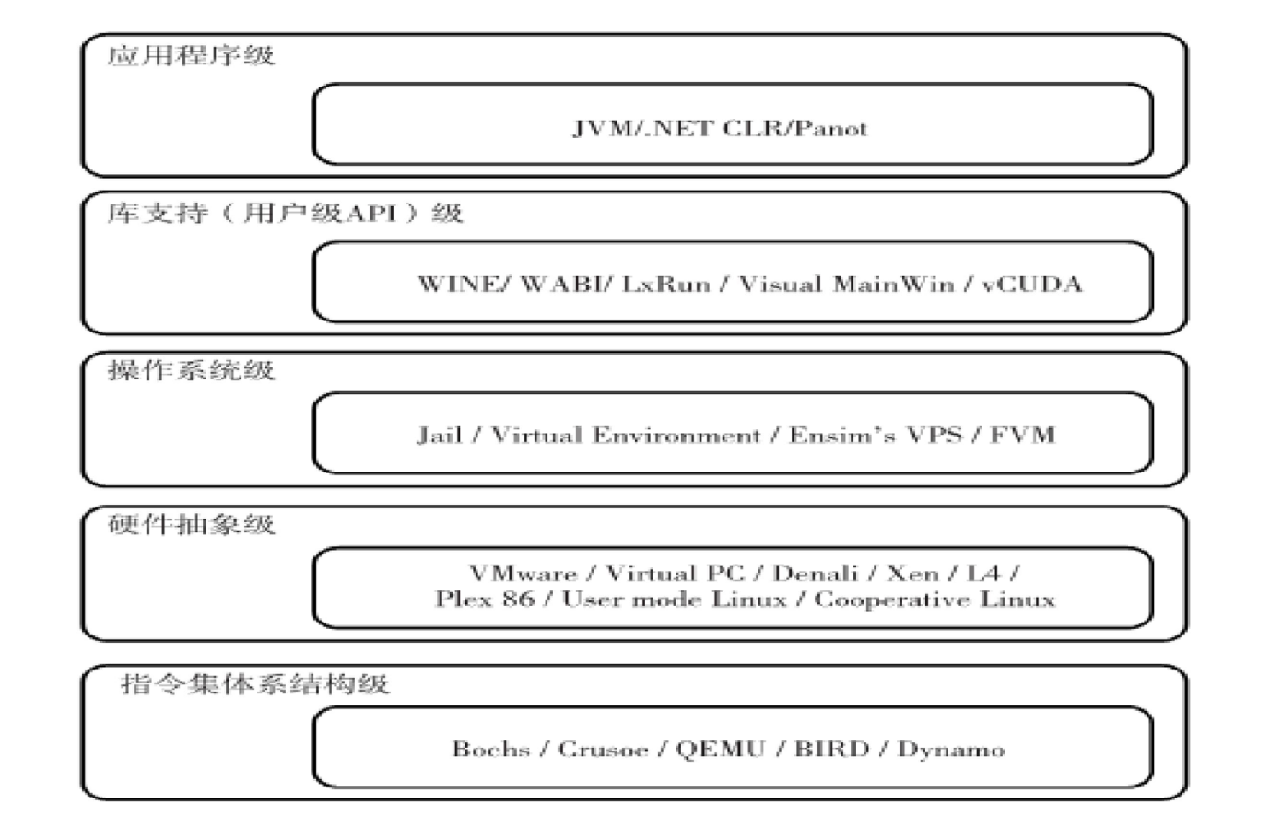 应用程序级
JVM/.NET CLR/Panot
库支持（用户级API）级
WINE/ WABI/ LxRun / Visual MainWin / vCUDA
操作系统级
Jail / Virtual Environment / Ensim's VPS / FVM
硬件抽象级
VMware / Virtual PC / Denali / Xen / L4 /
Plex 86 / User mode Linux / Cooperative Linux
指令集体系结构级
Bochs / Crusoe / QEMU / BIRD / Dynamo